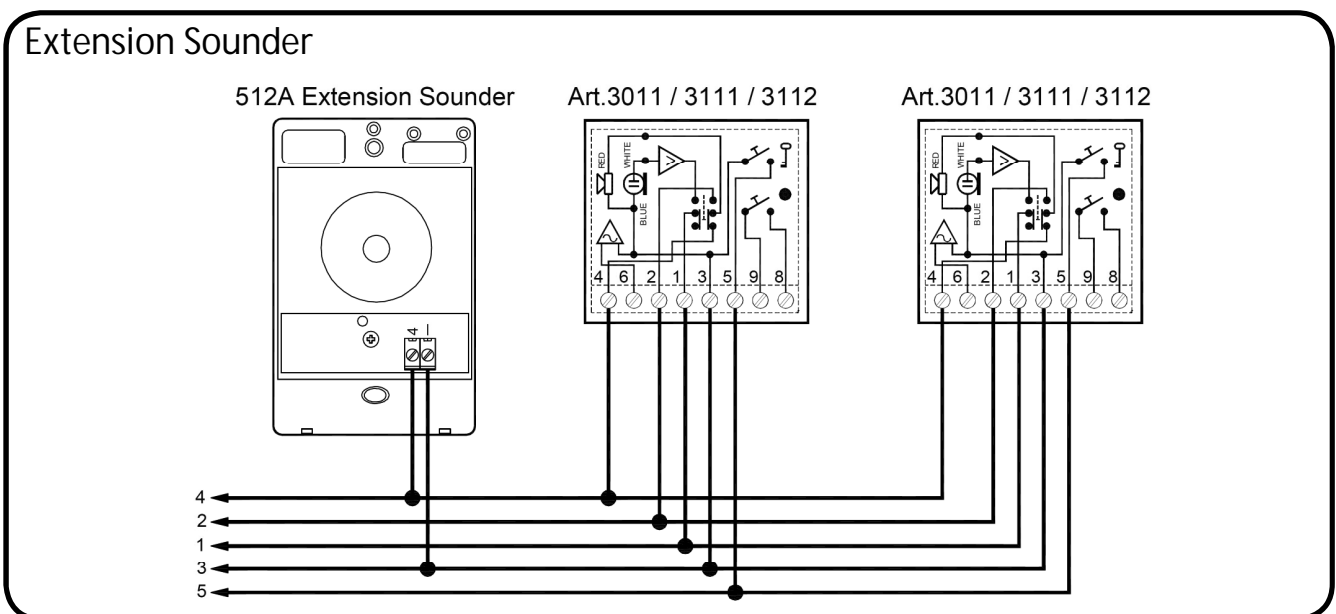 Extension Sounder
512A Extension Sounder Art.3011 / 3111 / 3112 Art.3011 / 3111 / 3112
RED WHITE BLUE
4 6 2 1 3 5 9 8
RED WHITE BLUE
4 6 2 1 3 5 9 8
4 –
4
2
1
3
5